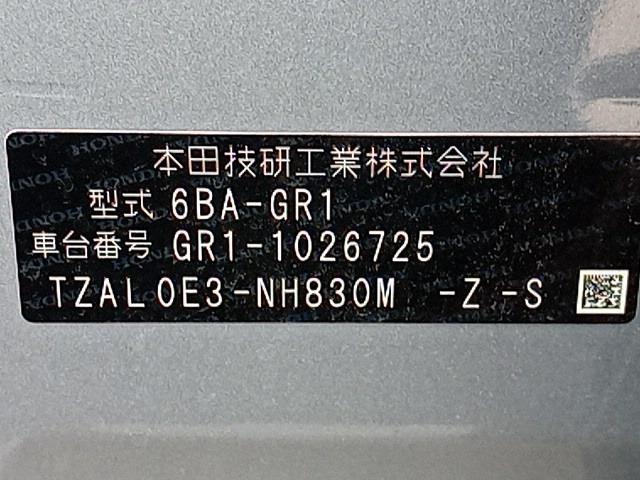 本田技研工業株式会社
型式 6BA-GR1
車台番号 GR1-1026725
TZAL0E3-NH830M -Z-S